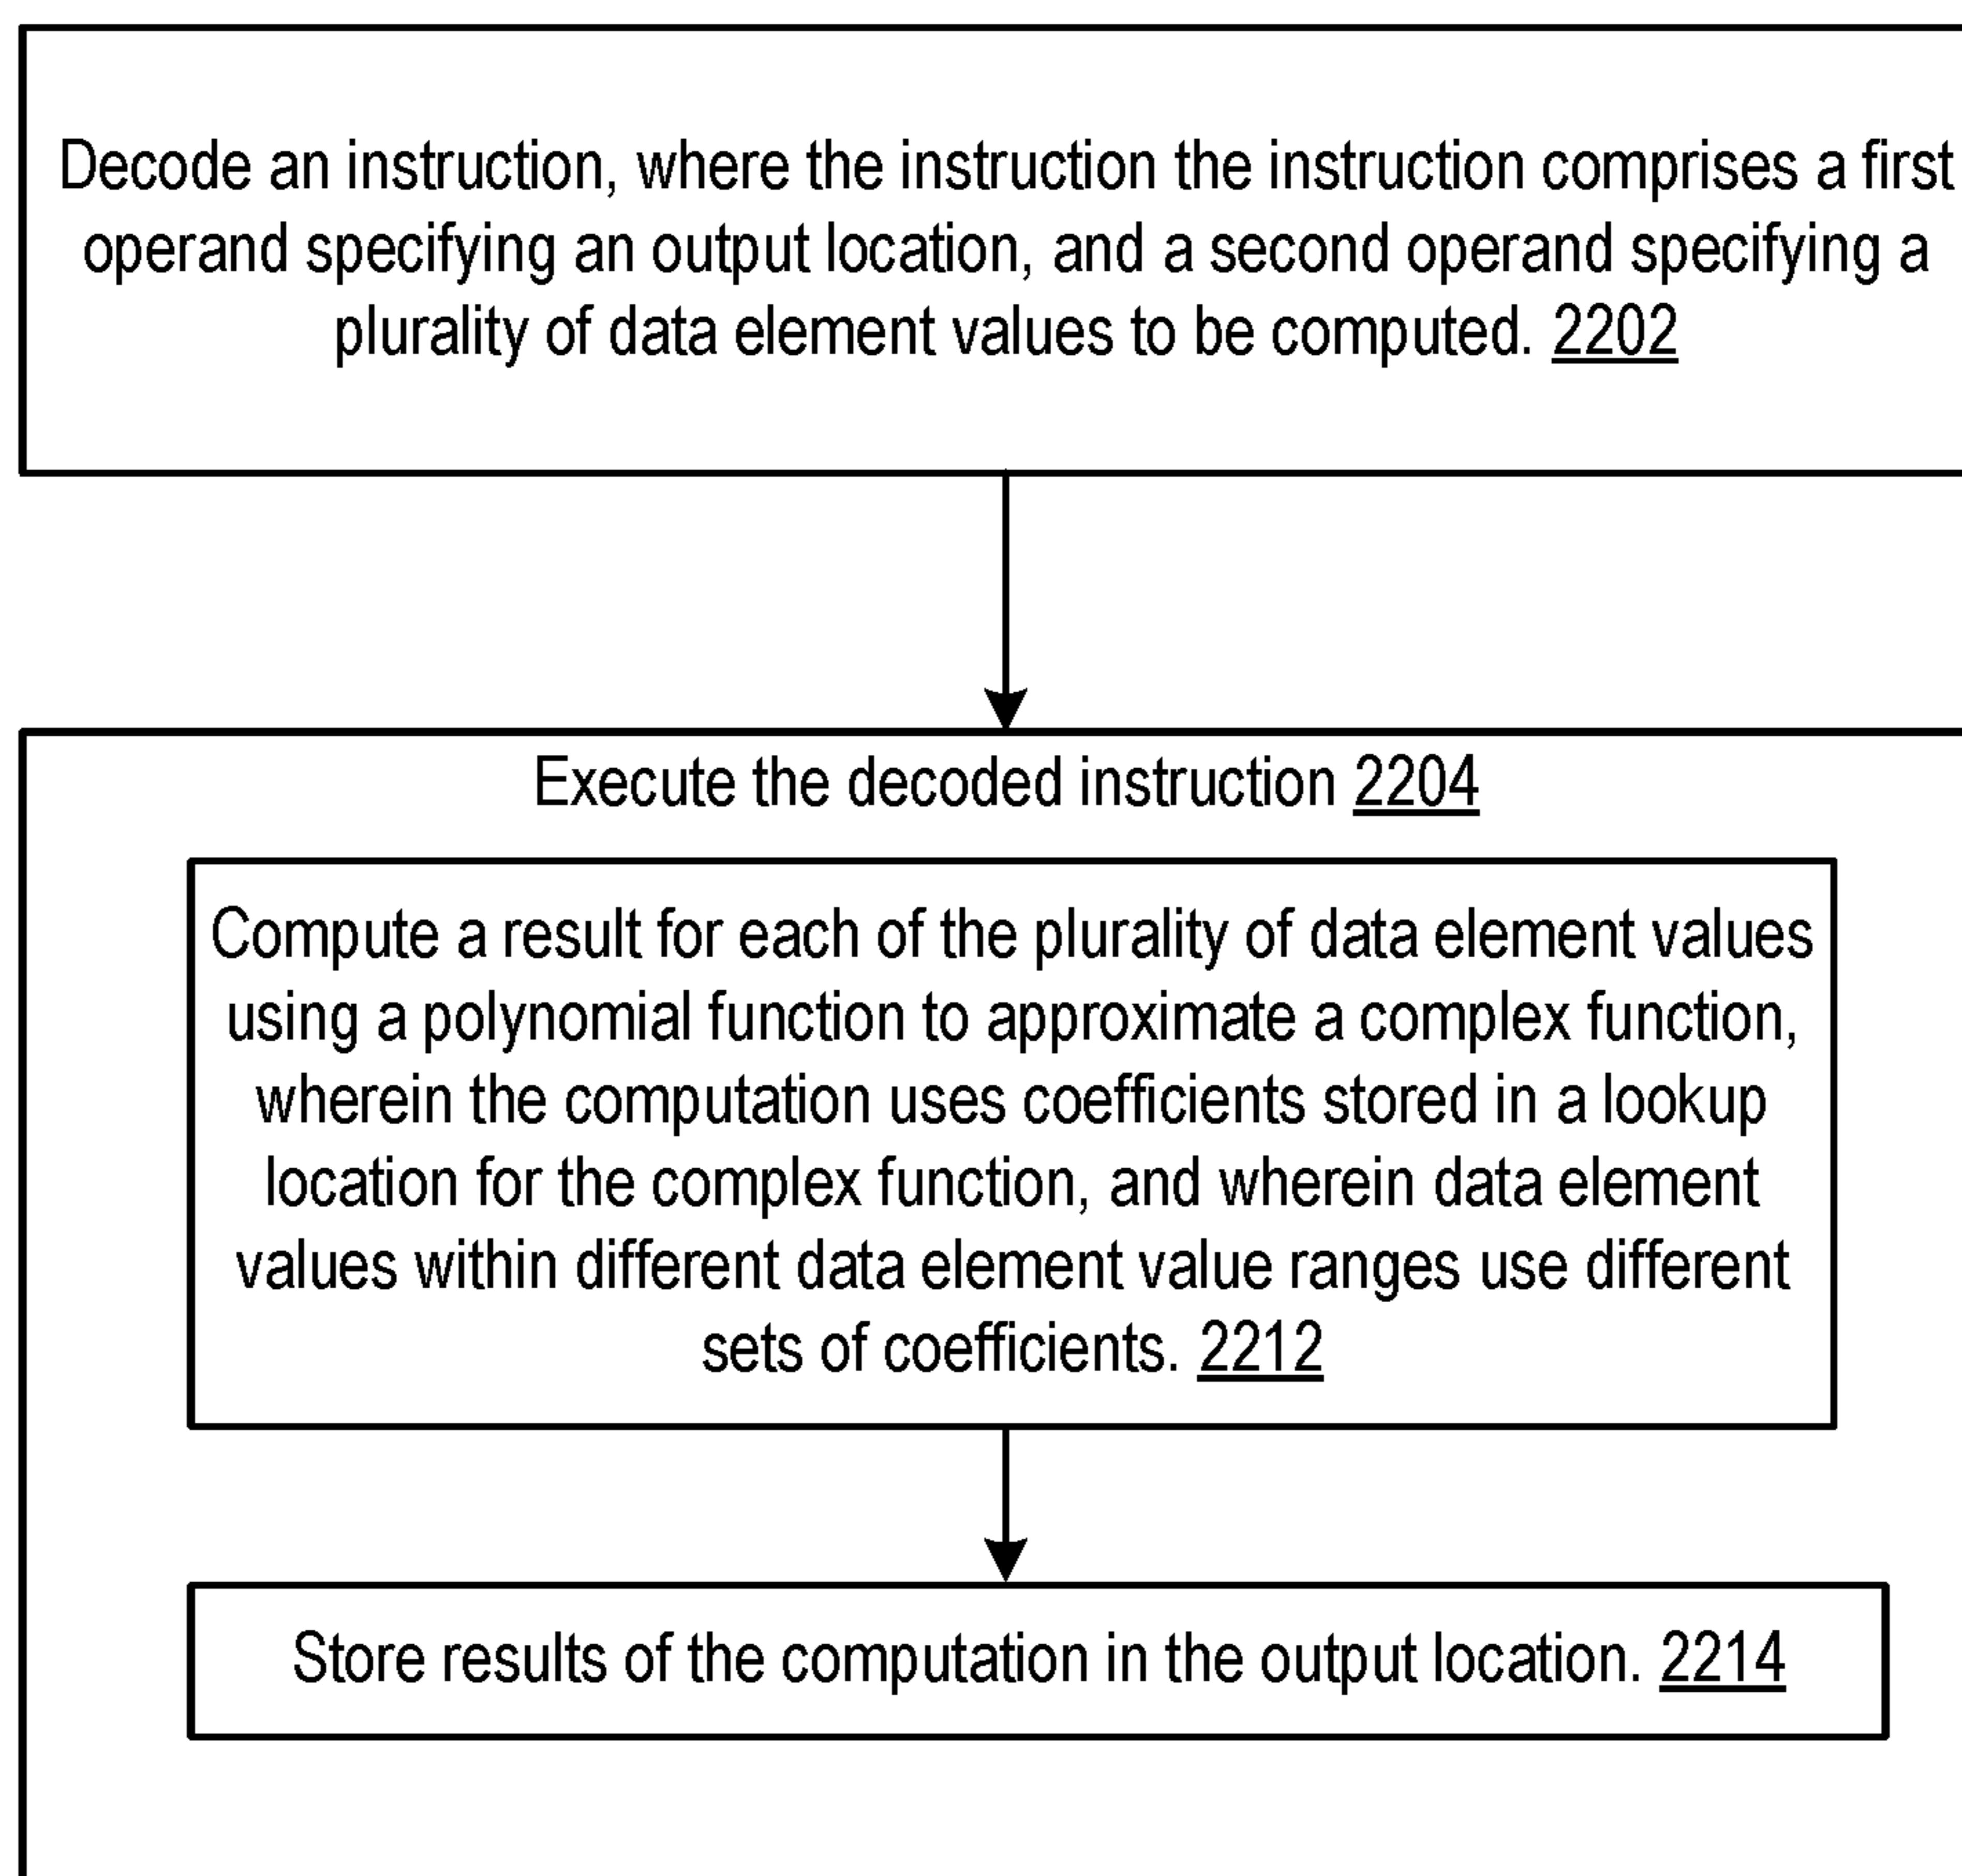 Decode an instruction, where the instruction the instruction comprises a first
operand specifying an output location, and a second operand specifying a
plurality of data element values to be computed. 2202
Execute the decoded instruction 2204
Compute a result for each of the plurality of data element values
using a polynomial function to approximate a complex function,
wherein the computation uses coefficients stored in a lookup
location for the complex function, and wherein data element
values within different data element value ranges use different
sets of coefficients. 2212
Store results of the computation in the output location. 2214